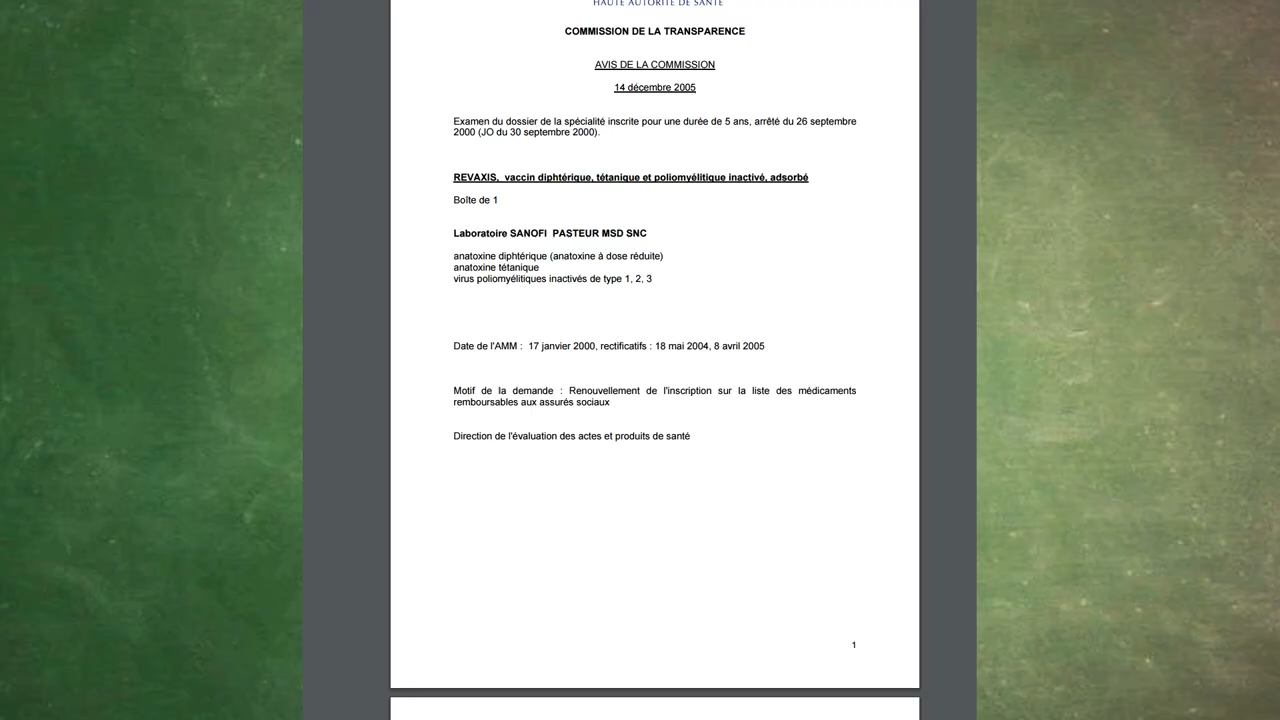 HAUTE AUTORITÉ DE SANTÉ
COMMISSION DE LA TRANSPARENCE
AVIS DE LA COMMISSION
14 décembre 2005
Examen du dossier de la spécialité inscrite pour une durée de 5 ans, arrêté du 26 septembre
2000 (JO du 30 septembre 2000).
REVAXIS, vaccin diphtérique, tétanique et poliomyélitique inactivé, adsorbé
Boîte de 1
Laboratoire SANOFI PASTEUR MSD SNC
anatoxine diphtérique (anatoxine à dose réduite)
anatoxine tétanique
virus poliomyélitiques inactivés de type 1, 2, 3
Date de l'AMM : 17 janvier 2000, rectificatifs : 18 mai 2004, 8 avril 2005
Motif de la demande : Renouvellement de l'inscription sur la liste des médicaments
remboursables aux assurés sociaux
Direction de l'évaluation des actes et produits de santé
1